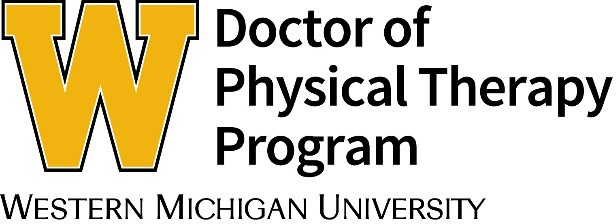 W
Doctor of
Physical Therapy
Program
WESTERN MICHIGAN UNIVERSITY